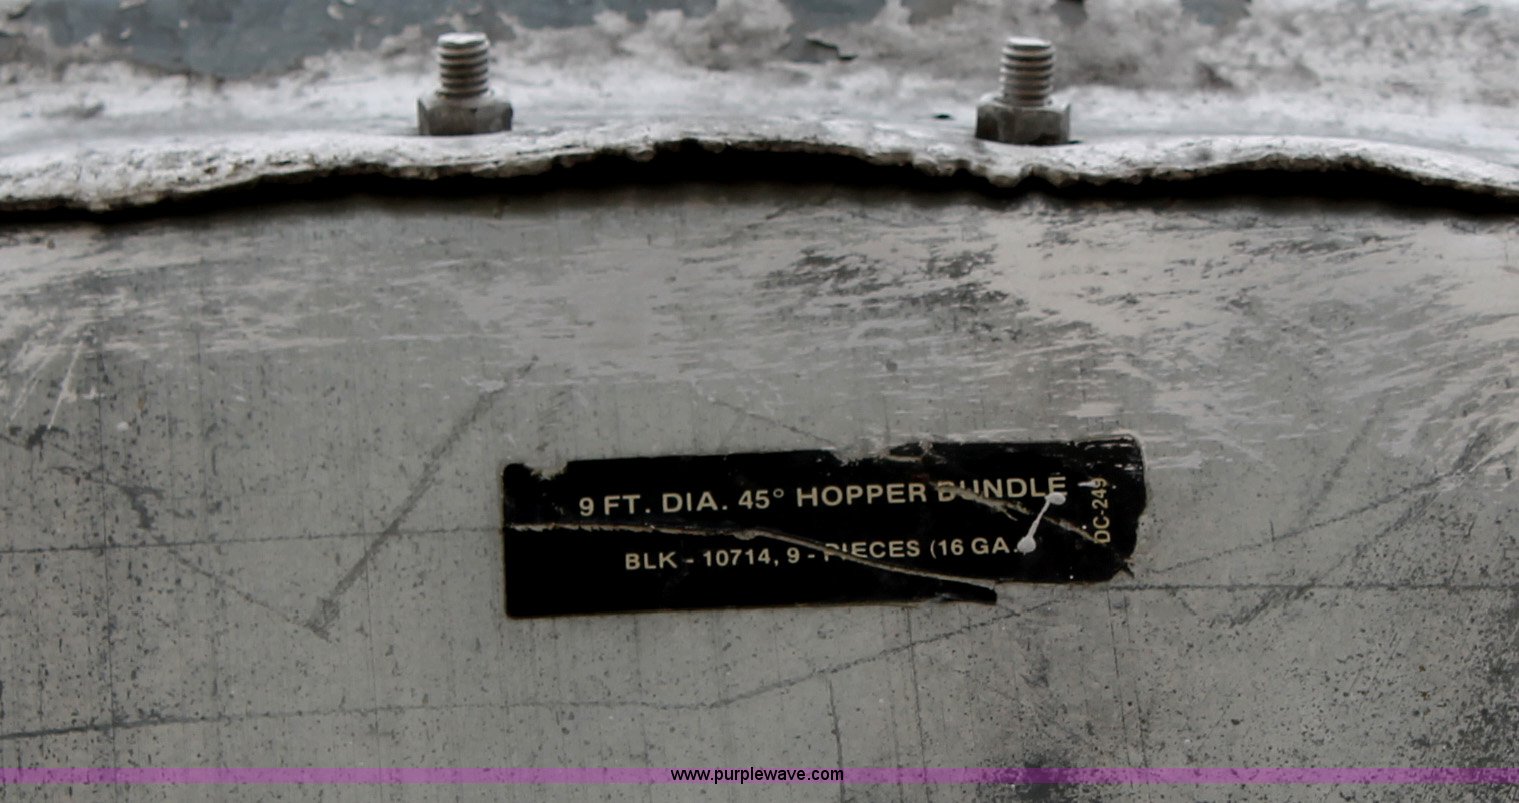 9 FT. DIA. 45° HOPPER BUNDLE
BLK - 10714, 9 - PIECES (16 GA.
DC-249
www.purplewave.com